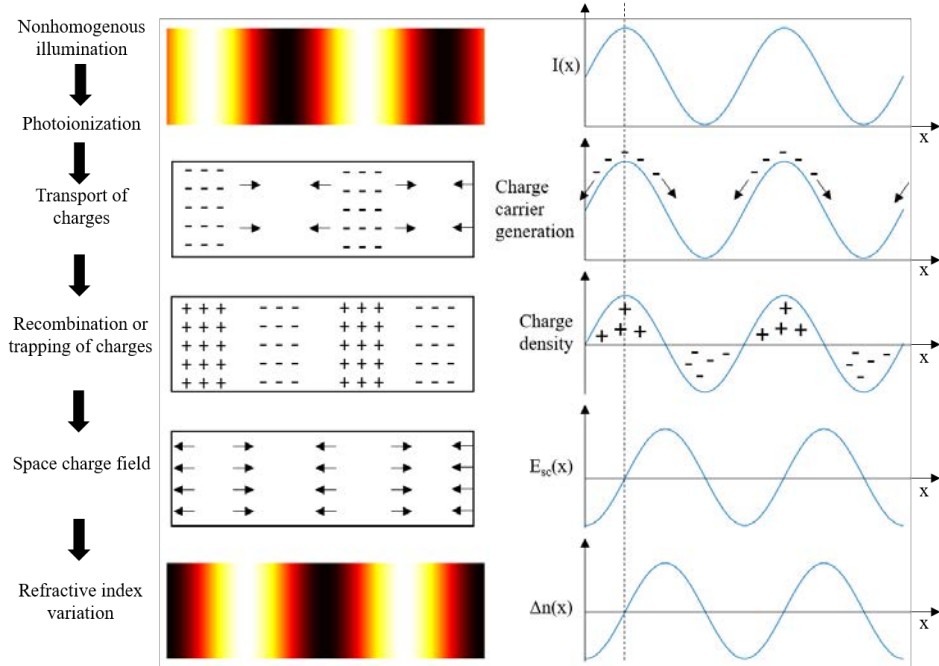 Nonhomogenous
illumination
Photoionization
Transport of
charges
Recombination or
trapping of charges
Space charge field
Refractive index
variation
- - - - - -
- - - - - -
- - - - - -
- - - - - -
- - - - - -
+ + + - - - + + + - - -
+ + + - - - + + + - - -
+ + + - - - + + + - - -
+ + + - - - + + + - - -
+ + + - - - + + + - - -
I(x)
x
Charge
carrier
generation
x
Charge
density
x
Esc(x)
x
Δn(x)
x